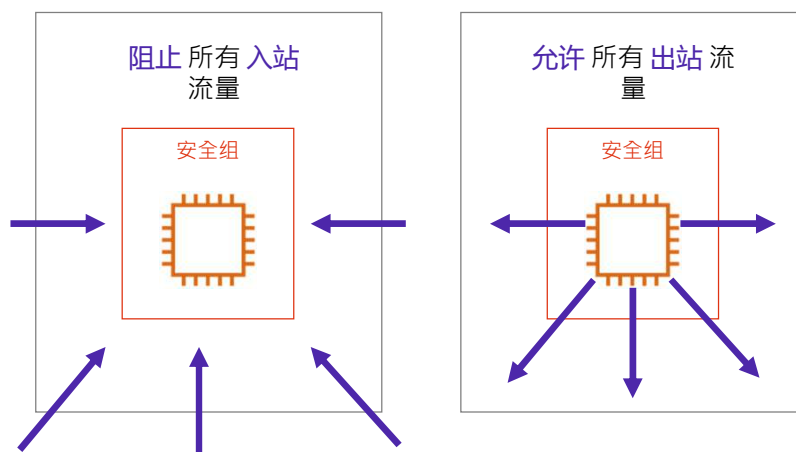 阻止 所有 入站
流量
安全组
允许 所有 出站 流
量
安全组